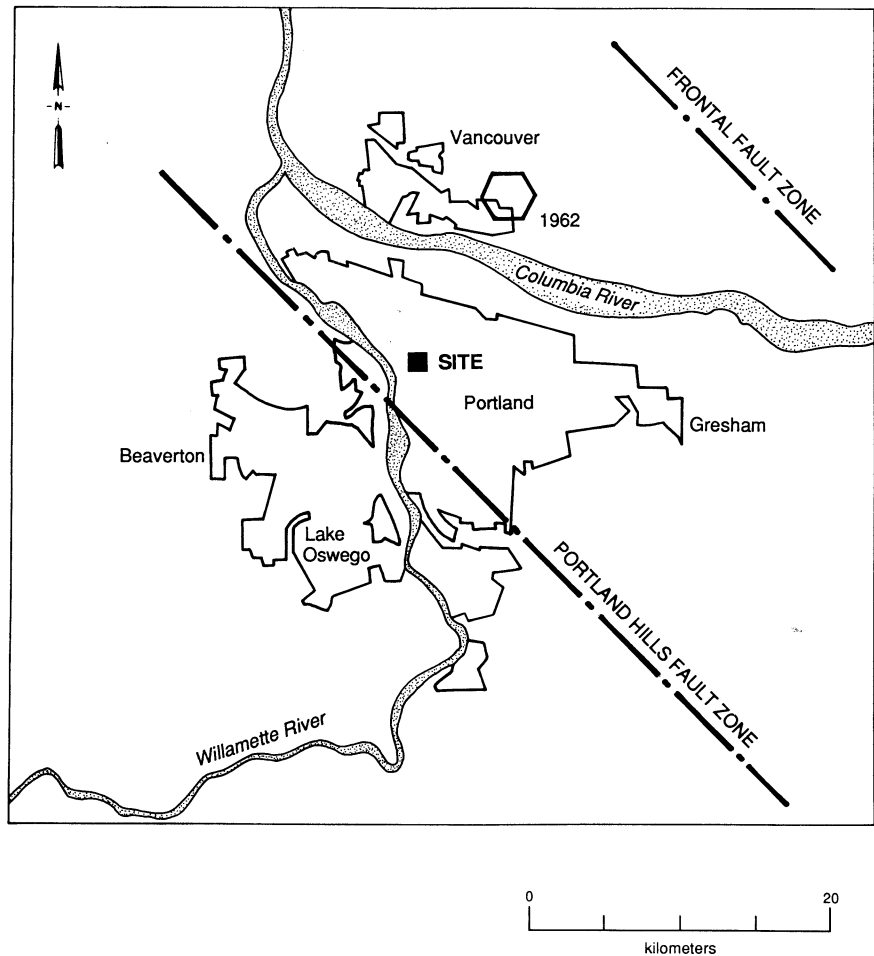 -N-
Vancouver
1962
FRONTAL FAULT ZONE
Columbia River
SITE
Portland
Gresham
Beaverton
Lake
Oswego
PORTLAND HILLS FAULT ZONE
Willamette River
0
20
kilometers